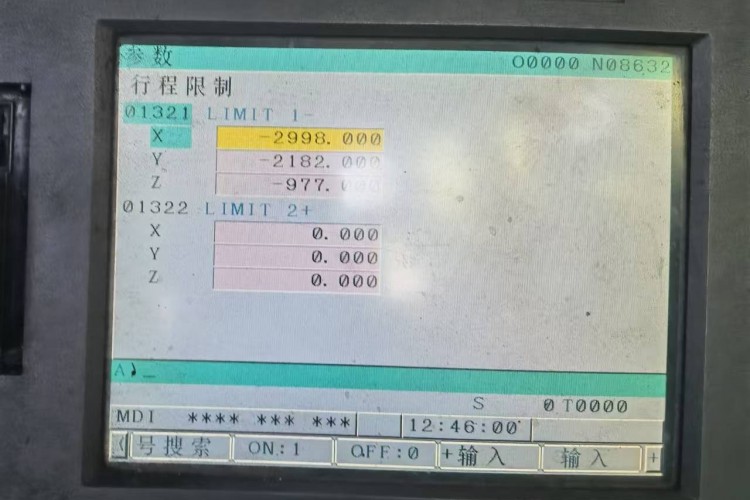 参数 O0000 N08632
行程限制
01321 LIMIT 1-
X -2998.000
Y -2182.000
Z -977.000
01322 LIMIT 2+
X 0.000
Y 0.000
Z 0.000
A)_
S 0 T0000
MDI **** *** *** 12:46:00
号搜索 ON:1 OFF:0 +输入 输入 +